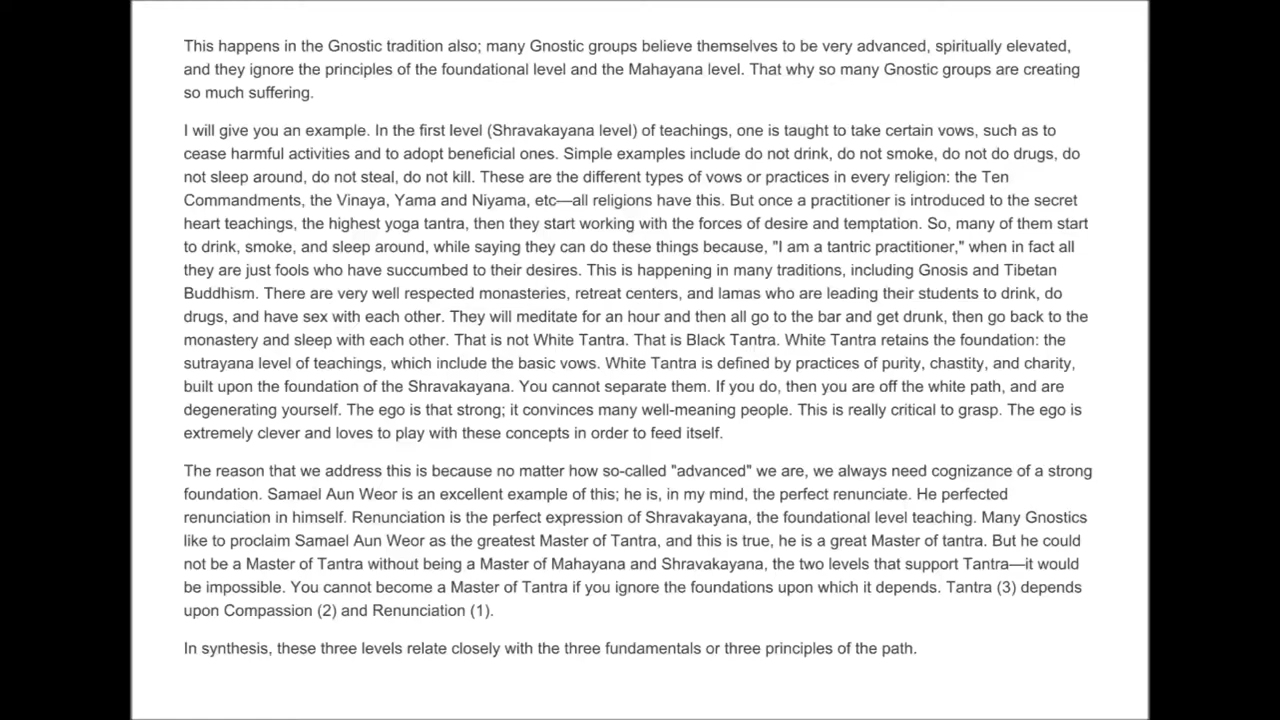 This happens in the Gnostic tradition also; many Gnostic groups believe themselves to be very advanced, spiritually elevated,
and they ignore the principles of the foundational level and the Mahayana level. That why so many Gnostic groups are creating
so much suffering.
I will give you an example. In the first level (Shravakayana level) of teachings, one is taught to take certain vows, such as to
cease harmful activities and to adopt beneficial ones. Simple examples include do not drink, do not smoke, do not do drugs, do
not sleep around, do not steal, do not kill. These are the different types of vows or practices in every religion: the Ten
Commandments, the Vinaya, Yama and Niyama, etc—all religions have this. But once a practitioner is introduced to the secret
heart teachings, the highest yoga tantra, then they start working with the forces of desire and temptation. So, many of them start
to drink, smoke, and sleep around, while saying they can do these things because, "I am a tantric practitioner," when in fact all
they are just fools who have succumbed to their desires. This is happening in many traditions, including Gnosis and Tibetan
Buddhism. There are very well respected monasteries, retreat centers, and lamas who are leading their students to drink, do
drugs, and have sex with each other. They will meditate for an hour and then all go to the bar and get drunk, then go back to the
monastery and sleep with each other. That is not White Tantra. That is Black Tantra. White Tantra retains the foundation: the
sutrayana level of teachings, which include the basic vows. White Tantra is defined by practices of purity, chastity, and charity,
built upon the foundation of the Shravakayana. You cannot separate them. If you do, then you are off the white path, and are
degenerating yourself. The ego is that strong; it convinces many well-meaning people. This is really critical to grasp. The ego is
extremely clever and loves to play with these concepts in order to feed itself.
The reason that we address this is because no matter how so-called "advanced" we are, we always need cognizance of a strong
foundation. Samael Aun Weor is an excellent example of this; he is, in my mind, the perfect renunciate. He perfected
renunciation in himself. Renunciation is the perfect expression of Shravakayana, the foundational level teaching. Many Gnostics
like to proclaim Samael Aun Weor as the greatest Master of Tantra, and this is true, he is a great Master of tantra. But he could
not be a Master of Tantra without being a Master of Mahayana and Shravakayana, the two levels that support Tantra—it would
be impossible. You cannot become a Master of Tantra if you ignore the foundations upon which it depends. Tantra (3) depends
upon Compassion (2) and Renunciation (1).
In synthesis, these three levels relate closely with the three fundamentals or three principles of the path.